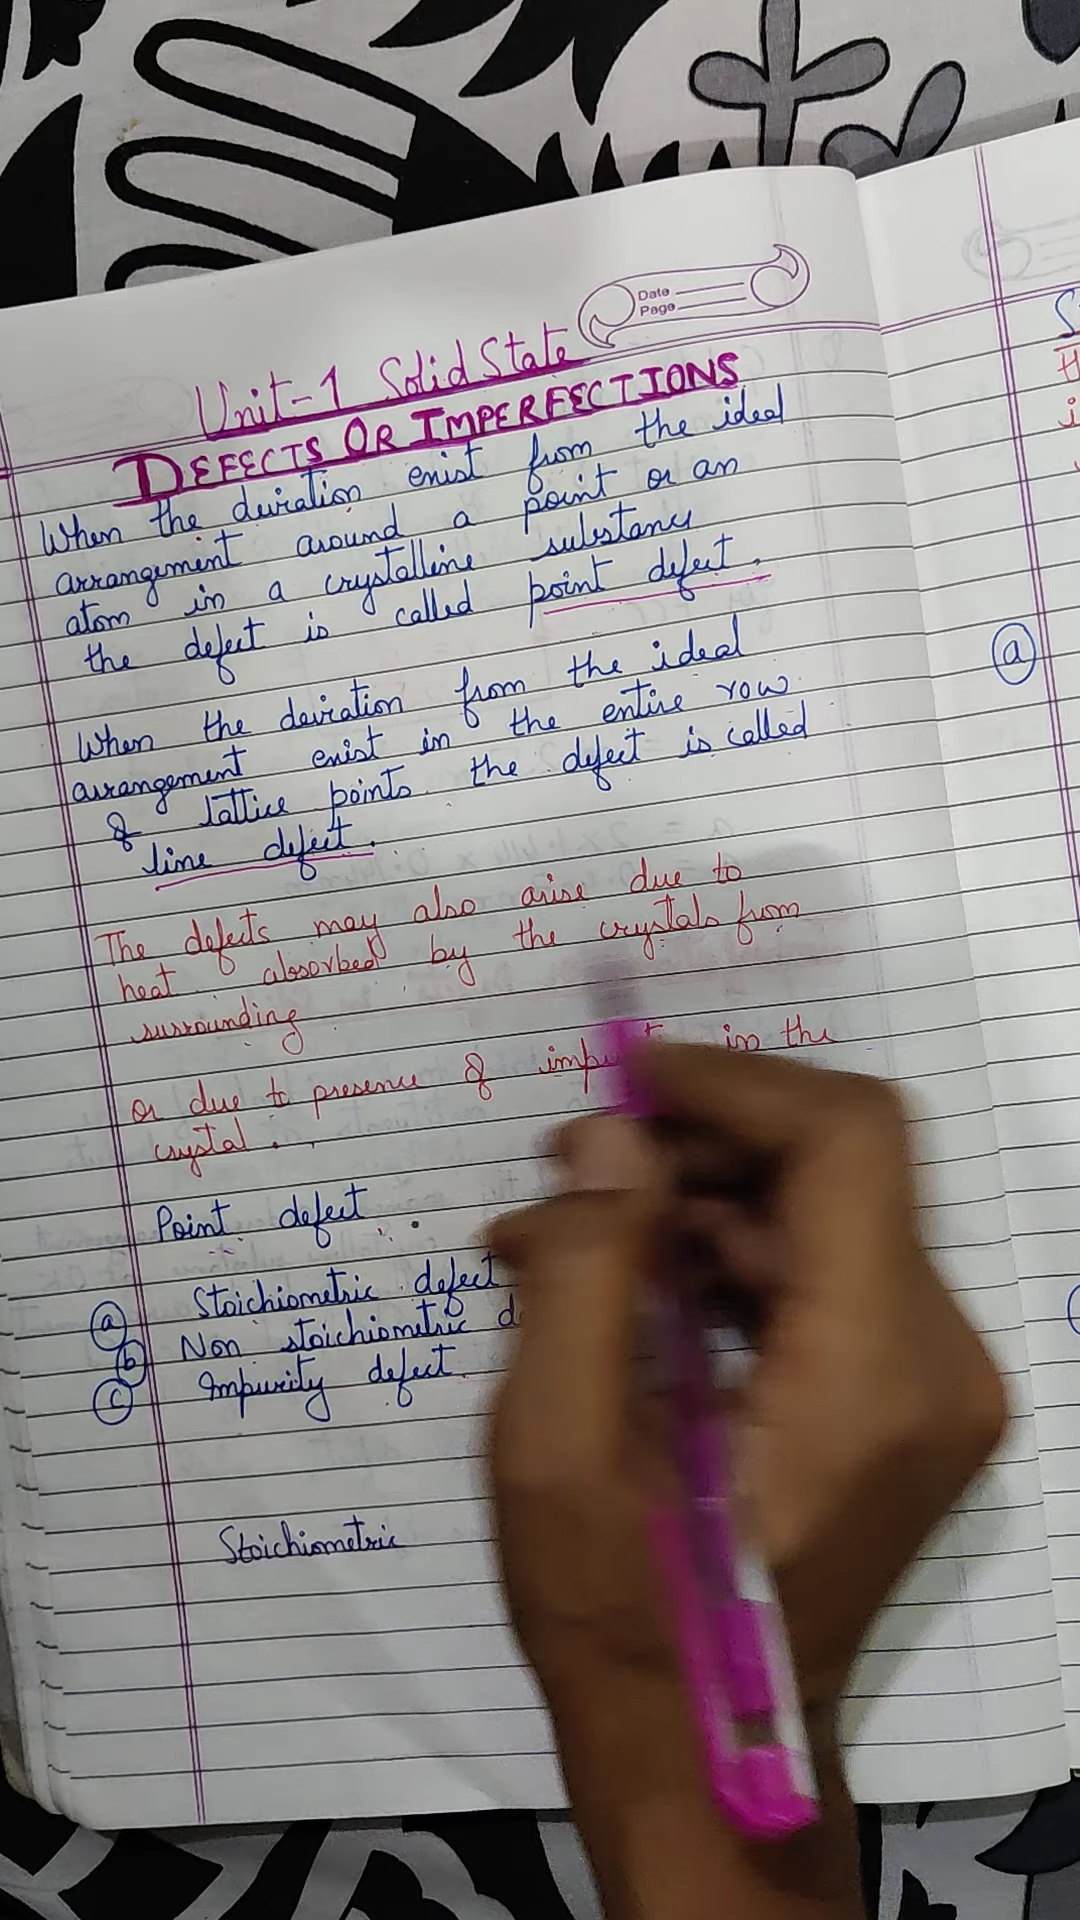 Date
Page
Unit-1 Solid State
DEFECTS OR IMPERFECTIONS
When the deviation exist from the ideal
arrangement around a point or an
atom in a crystalline substance
the defect is called point defect.
When the deviation from the ideal
arrangement exist in the entire row
of lattice points the defect is called
line defect.
The defects may also arise due to
heat absorbed by the crystals from
surrounding
or due to presence of in the
crystal.
Point defect
(a) Stoichiometric defect
(b) Non stoichiometric
(c) Impurity defect
Stoichiometric
(a)